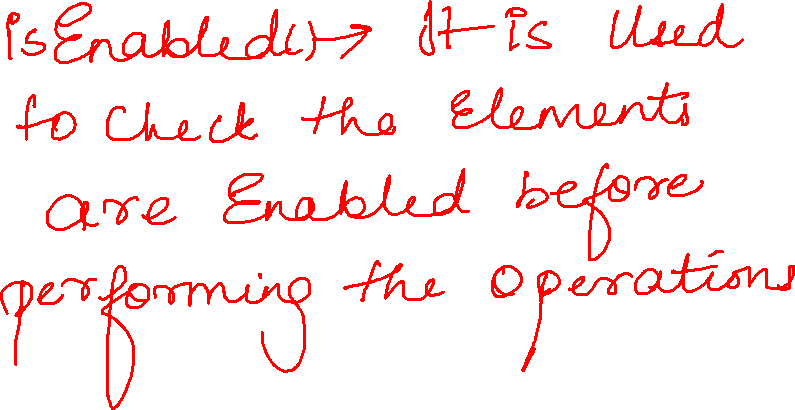 isEnabled() → It is Used
to Check the Elements
are Enabled before
performing the Operations